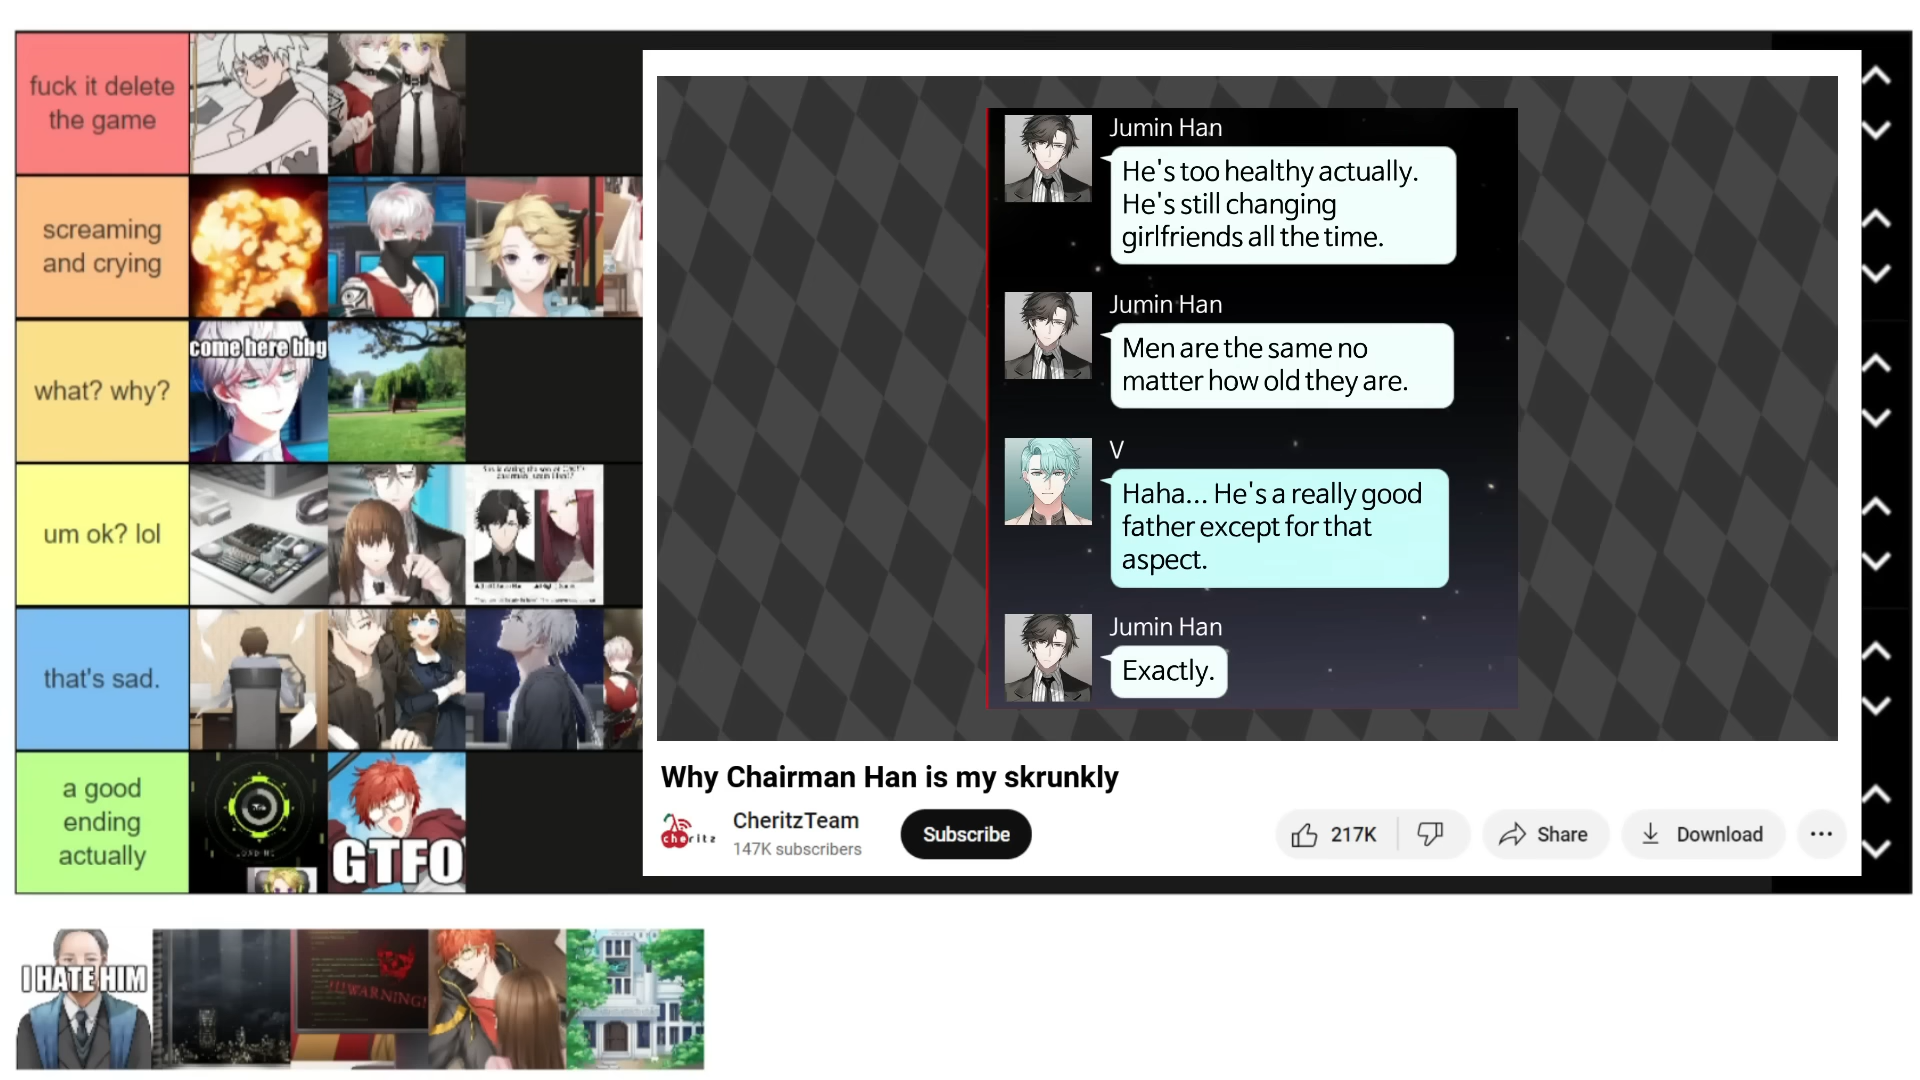 fuck it delete
the game
screaming
and crying
what? why?
come here bbg
um ok? lol
that's sad.
a good
ending
actually
GTFO
Jumin Han
He's too healthy actually.
He's still changing
girlfriends all the time.
Jumin Han
Men are the same no
matter how old they are.
V
Haha... He's a really good
father except for that
aspect.
Jumin Han
Exactly.
Why Chairman Han is my skrunkly
cheritz
CheritzTeam
147K subscribers
Subscribe
217K
Share
Download
I HATE HIM
!!!WARNING!